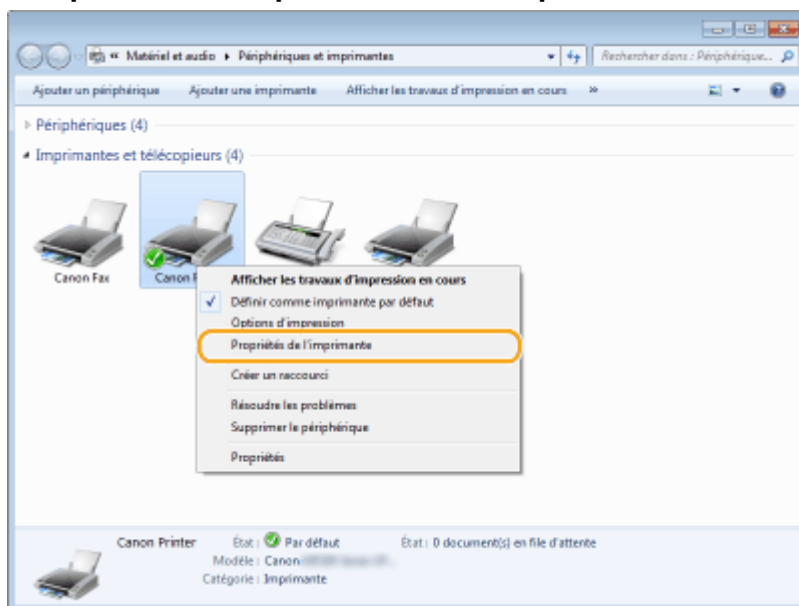 « Matériel et audio ▸ Périphériques et imprimantes
Rechercher dans : Périphérique...
Ajouter un périphérique Ajouter une imprimante Afficher les travaux d'impression en cours »
Périphériques (4)
Imprimantes et télécopieurs (4)
Canon Fax Canon
Afficher les travaux d'impression en cours
Définir comme imprimante par défaut
Options d'impression
Propriétés de l'imprimante
Créer un raccourci
Résoudre les problèmes
Supprimer le périphérique
Propriétés
Canon Printer État : Par défaut État : 0 document(s) en file d'attente
Modèle : Canon
Catégorie : Imprimante